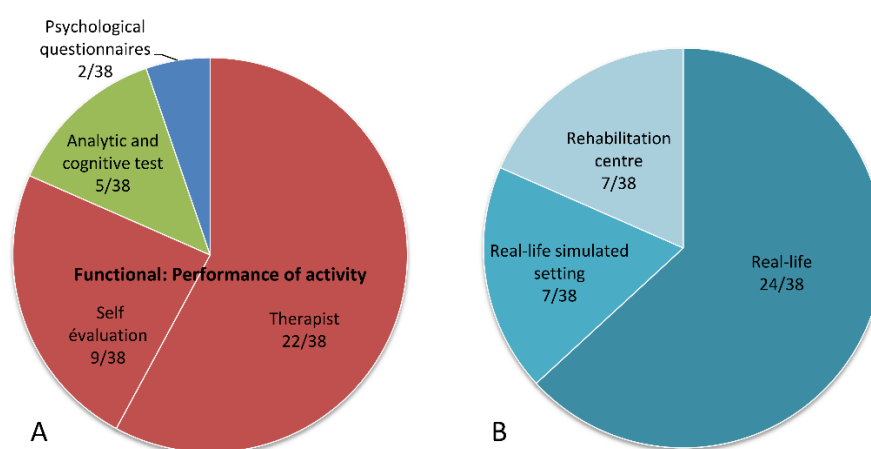 Psychological
questionnaires
2/38
Analytic and
cognitive test
5/38
Functional: Performance of activity
Self
évaluation
9/38
Therapist
22/38
A
Rehabilitation
centre
7/38
Real-life simulated
setting
7/38
Real-life
24/38
B